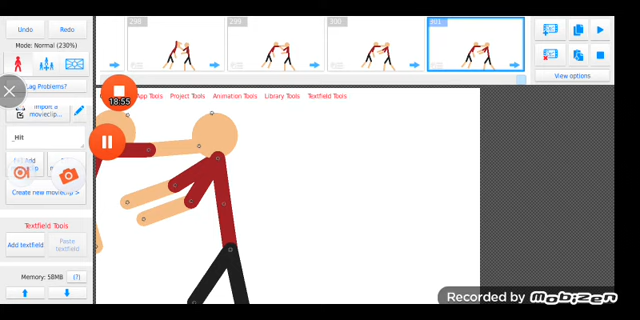 Undo Redo
Mode: Normal (230%)
Lag Problems?
Import a
movieclip...
_Hit
Create new movieclip >
Textfield Tools
Add textfield
Paste
textfield
Memory: 58MB (7)
298
299
300
301
View options
App Tools Project Tools Animation Tools Library Tools Textfield Tools
18:55
Recorded by Mobizen